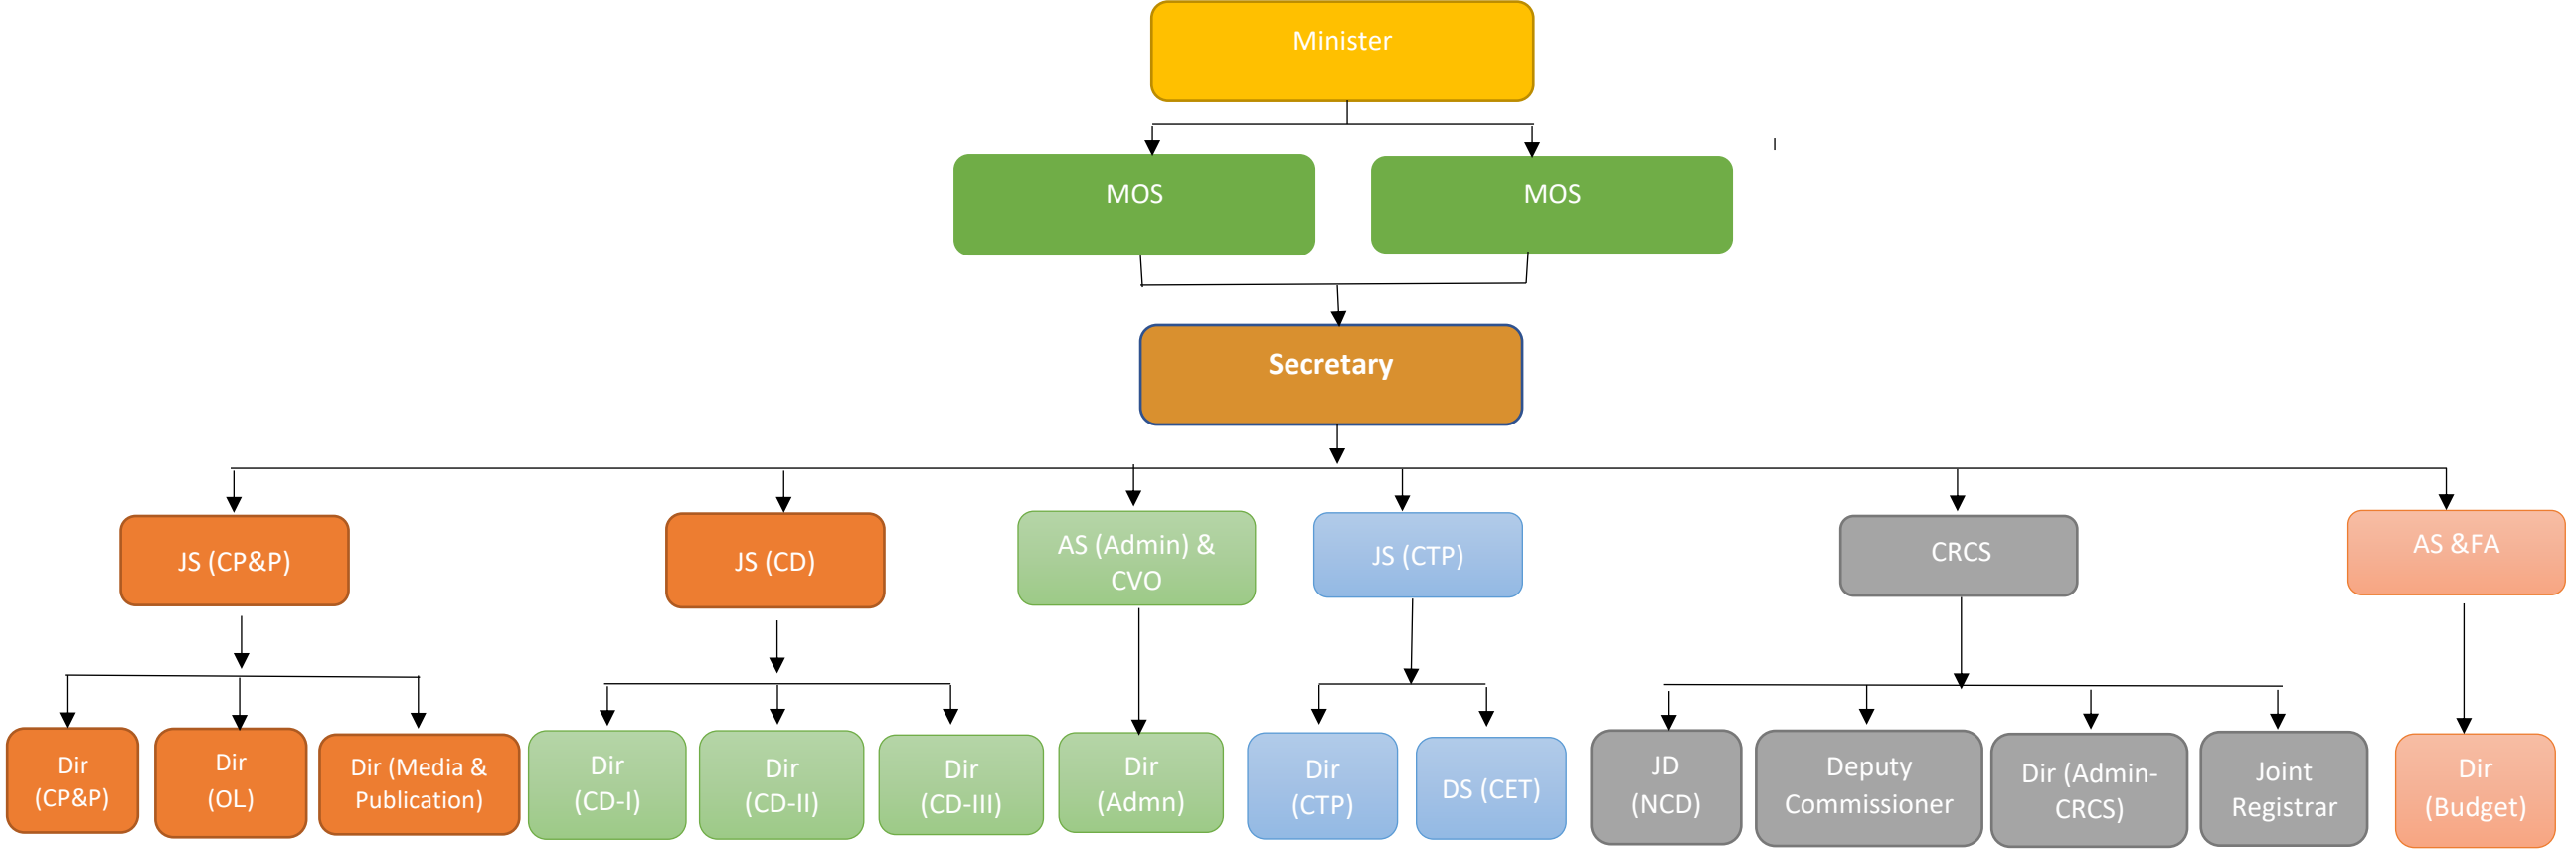 Minister
MOS
MOS
Secretary
JS (CP&P)
JS (CD)
AS (Admin) &
CVO
JS (CTP)
CRCS
AS &FA
Dir
(CP&P)
Dir
(OL)
Dir (Media &
Publication)
Dir
(CD-I)
Dir
(CD-II)
Dir
(CD-III)
Dir
(Admn)
Dir
(CTP)
DS (CET)
JD
(NCD)
Deputy
Commissioner
Dir (Admin-
CRCS)
Joint
Registrar
Dir
(Budget)